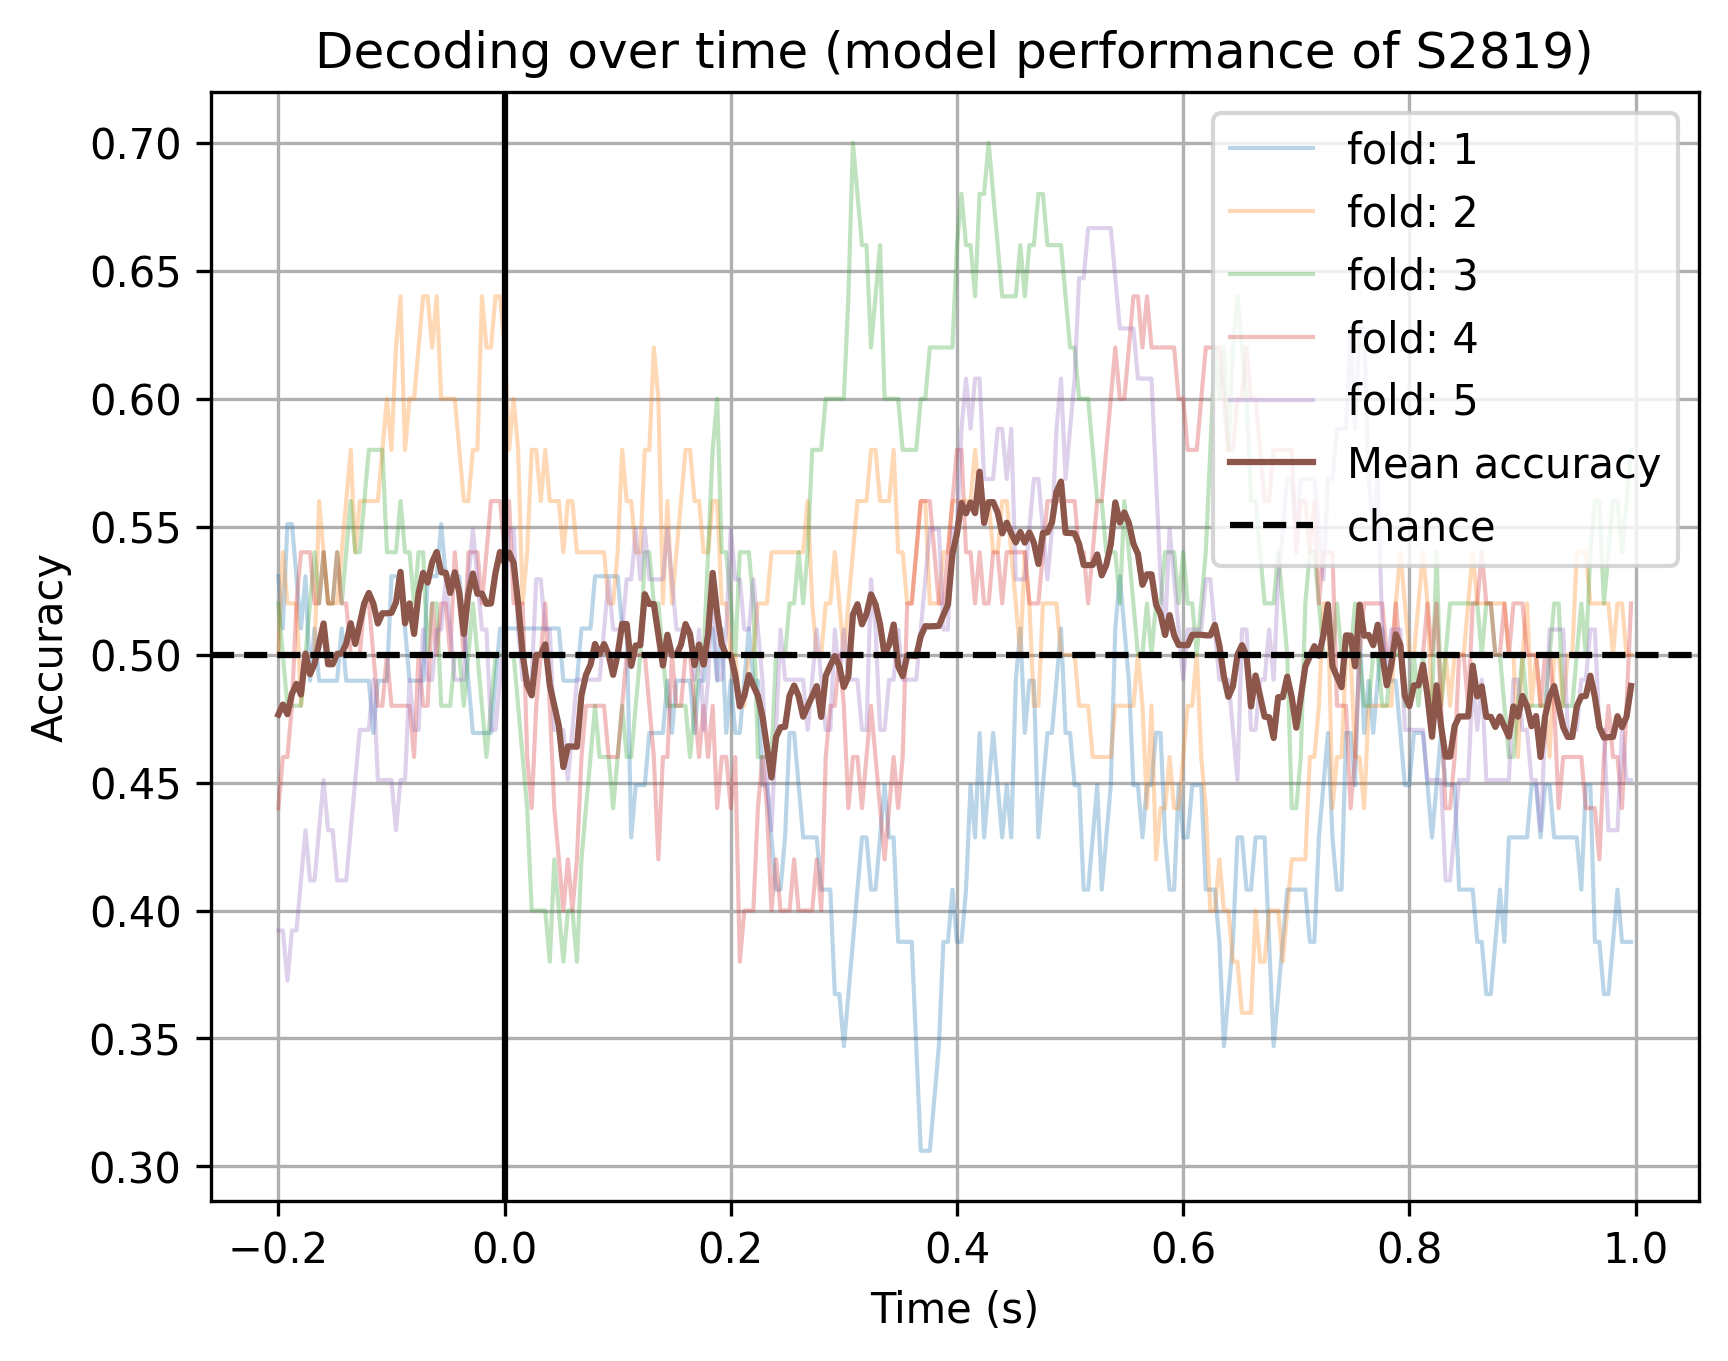 Decoding over time (model performance of S2819)
0.70
0.65
0.60
0.55
0.50
0.45
0.40
0.35
0.30
Accuracy
fold: 1
fold: 2
fold: 3
fold: 4
fold: 5
Mean accuracy
chance
−0.2 0.0 0.2 0.4 0.6 0.8 1.0
Time (s)